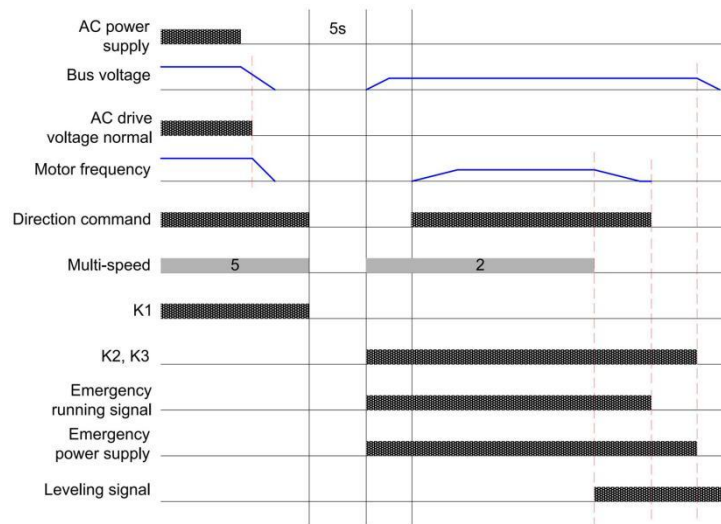 AC power
supply
5s
Bus voltage
AC drive
voltage normal
Motor frequency
Direction command
Multi-speed
5
2
K1
K2, K3
Emergency
running signal
Emergency
power supply
Leveling signal